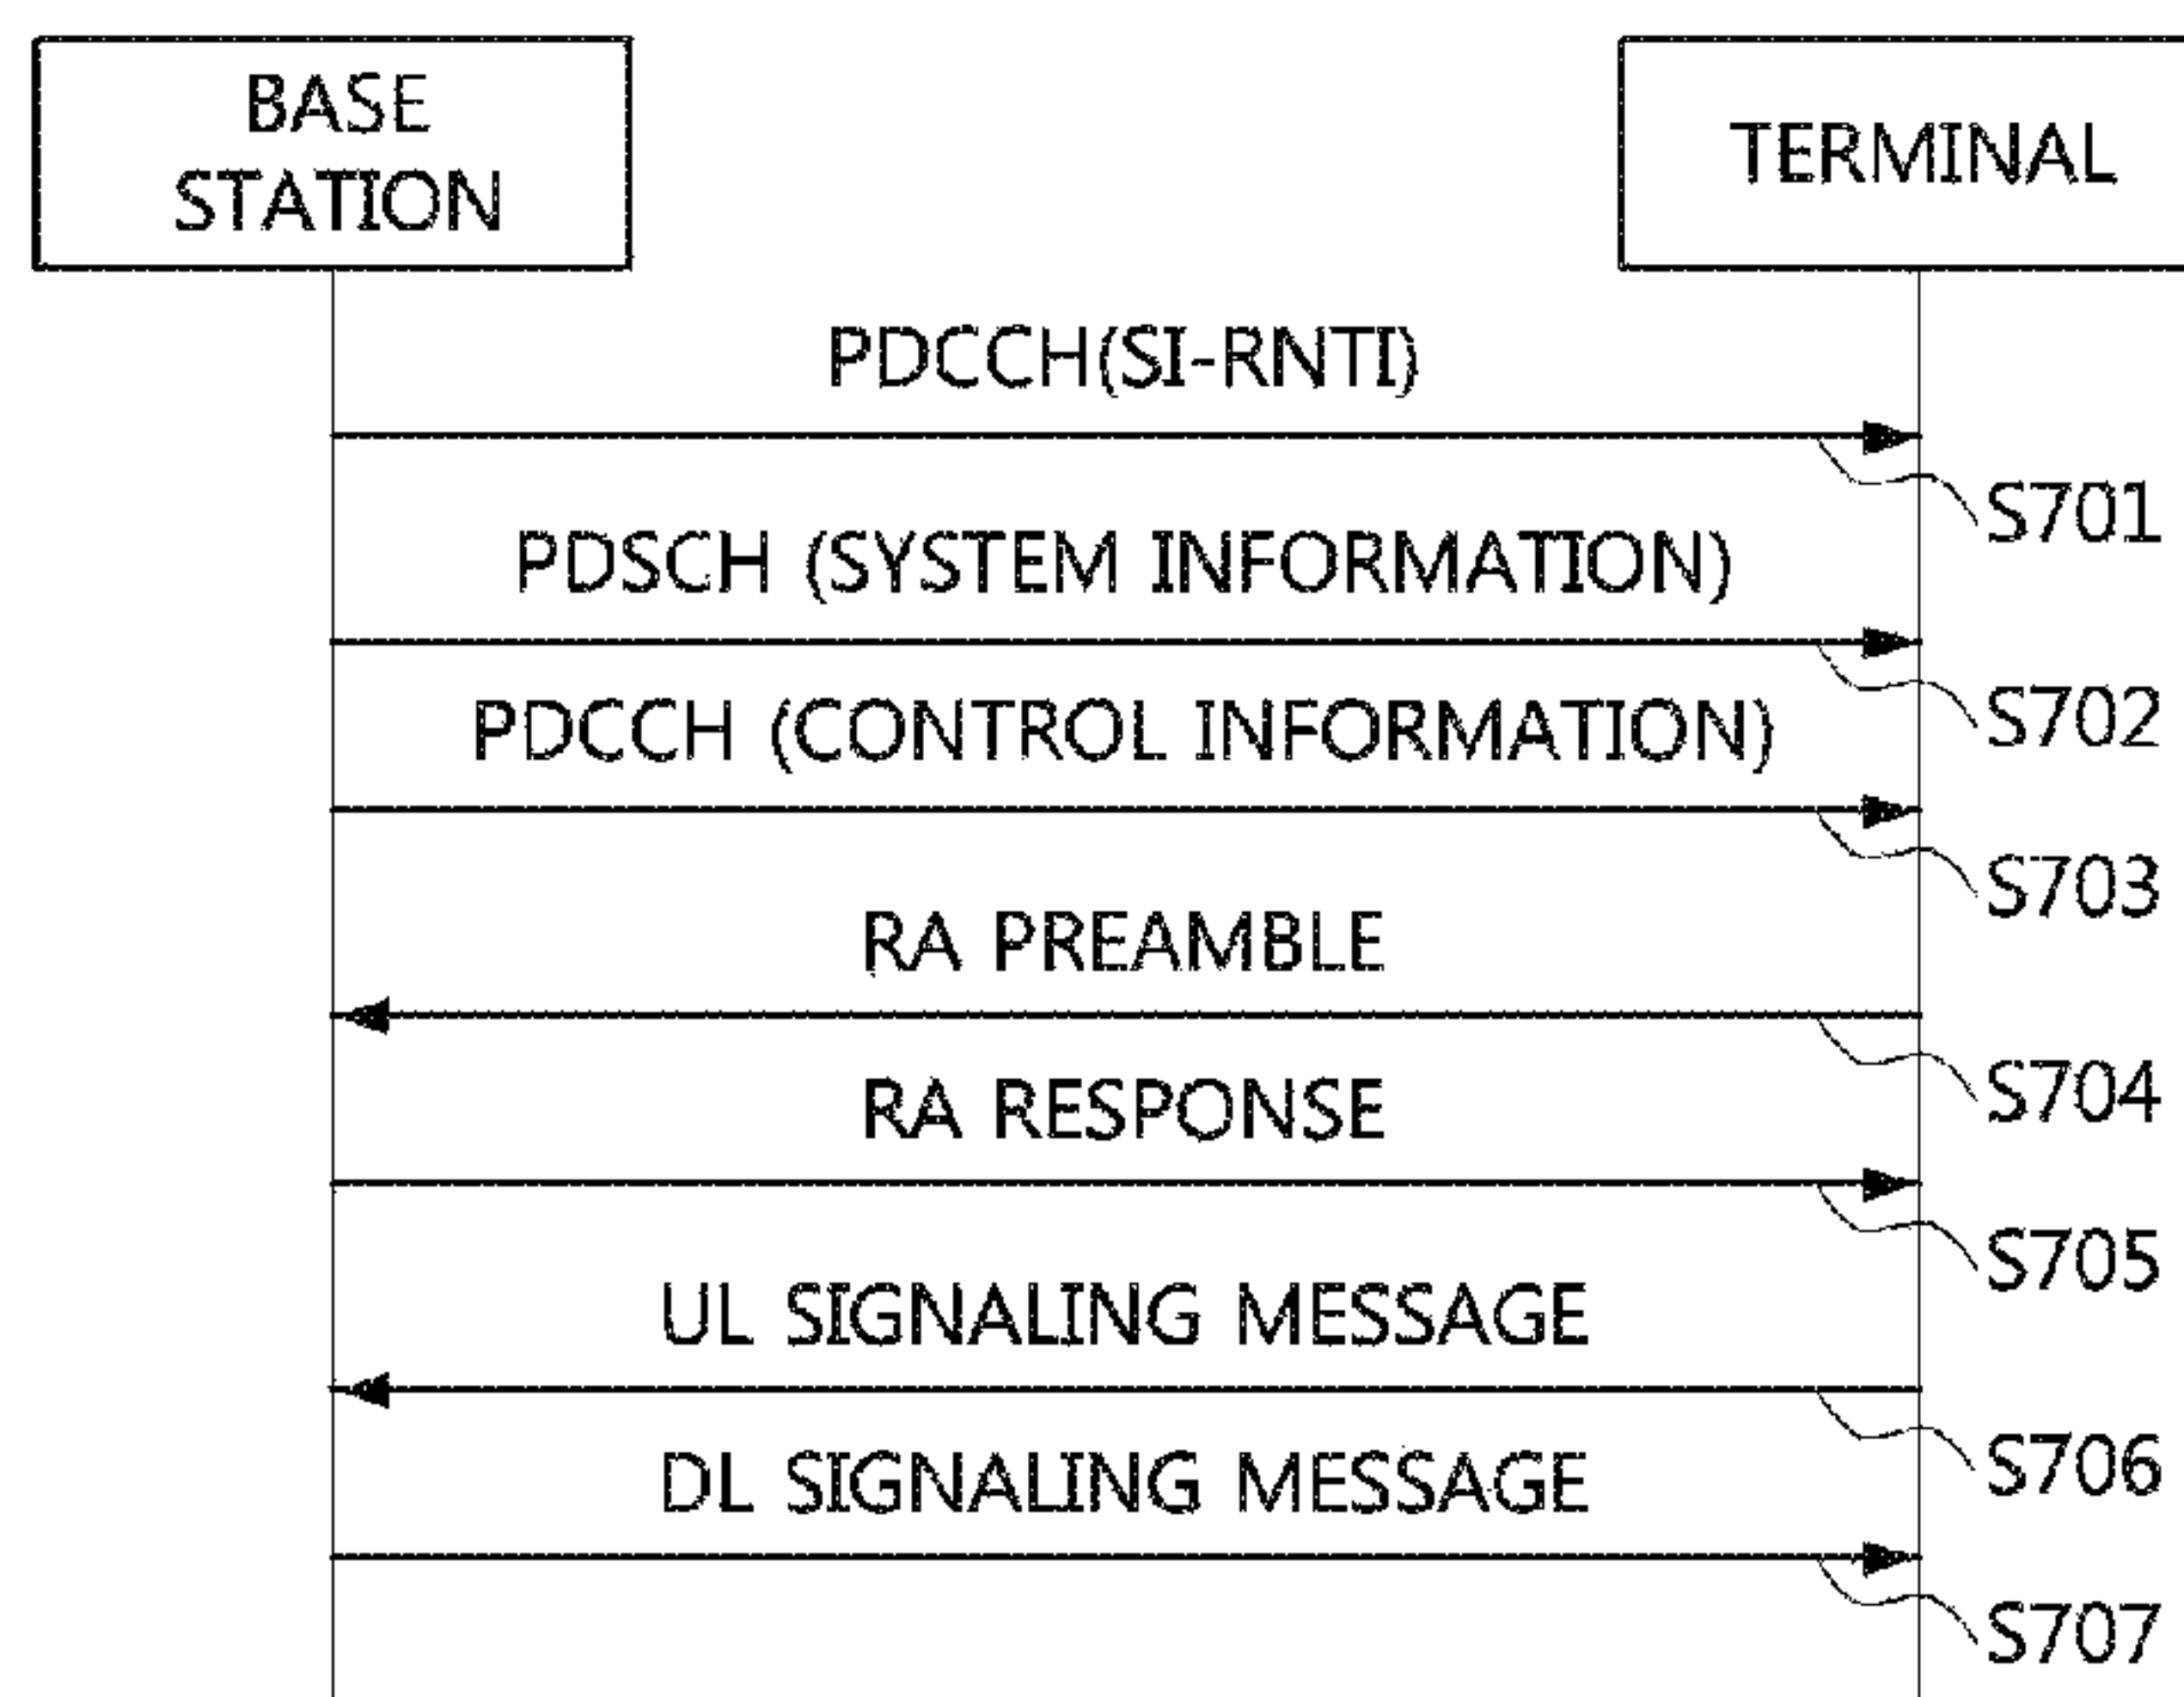 BASE
STATION
TERMINAL
PDCCH(SI-RNTI)
S701
PDSCH (SYSTEM INFORMATION)
S702
PDCCH (CONTROL INFORMATION)
S703
RA PREAMBLE
S704
RA RESPONSE
S705
UL SIGNALING MESSAGE
S706
DL SIGNALING MESSAGE
S707